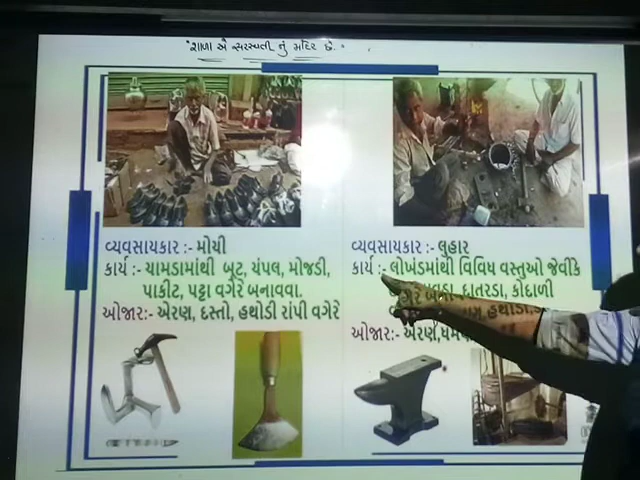 "શાળા એ સરસ્વતી નું મંદિર છે."
વ્યવસાયકાર :- મોચી
કાર્ય :- ચામડામાંથી બૂટ, ચંપલ, મોજડી,
પાકીટ, પટ્ટા વગેરે બનાવવા.
ઓજાર:- એરણ, દસ્તો, હથોડી રાંપી વગેરે
વ્યવસાયકાર :- લુહાર
કાર્ય :- લોખંડમાંથી વિવિધ વસ્તુઓ જેવીકે
દાતરડા, કોદાળી
વગેરે
ઓજાર:- એરણ,